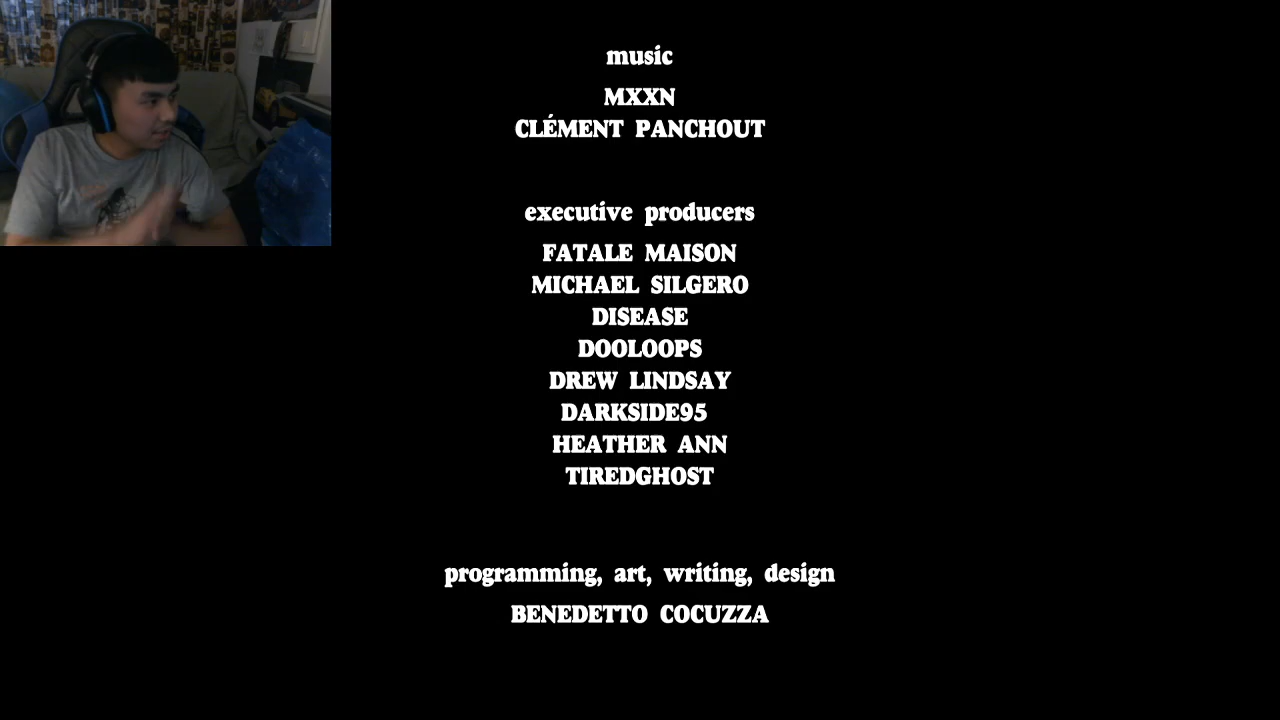 music
MXXN
CLÉMENT PANCHOUT
executive producers
FATALE MAISON
MICHAEL SILGERO
DISEASE
DOOLOOPS
DREW LINDSAY
DARKSIDE95
HEATHER ANN
TIREDGHOST
programming, art, writing, design
BENEDETTO COCUZZA